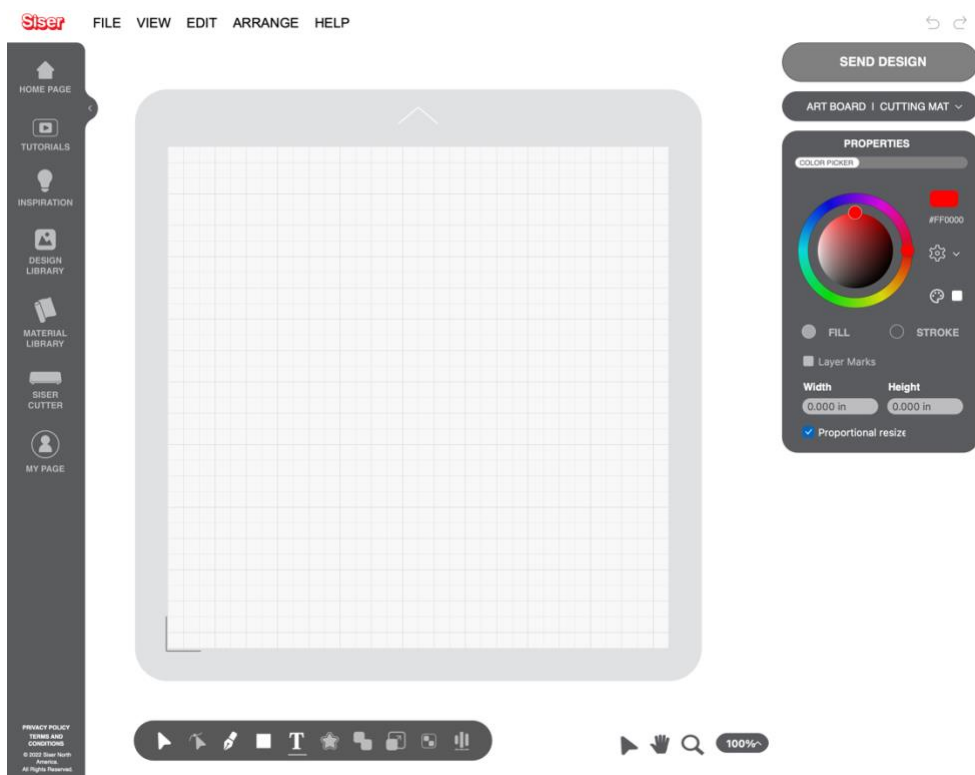 Siser
FILE VIEW EDIT ARRANGE HELP
HOME PAGE
TUTORIALS
INSPIRATION
DESIGN
LIBRARY
MATERIAL
LIBRARY
SISER
CUTTER
MY PAGE
PRIVACY POLICY
TERMS AND
CONDITIONS
© 2022 Siser North
America.
All Rights Reserved.
T
100%
SEND DESIGN
ART BOARD | CUTTING MAT
PROPERTIES
COLOR PICKER
#FF0000
FILL STROKE
Layer Marks
Width Height
0.000 in 0.000 in
Proportional resize